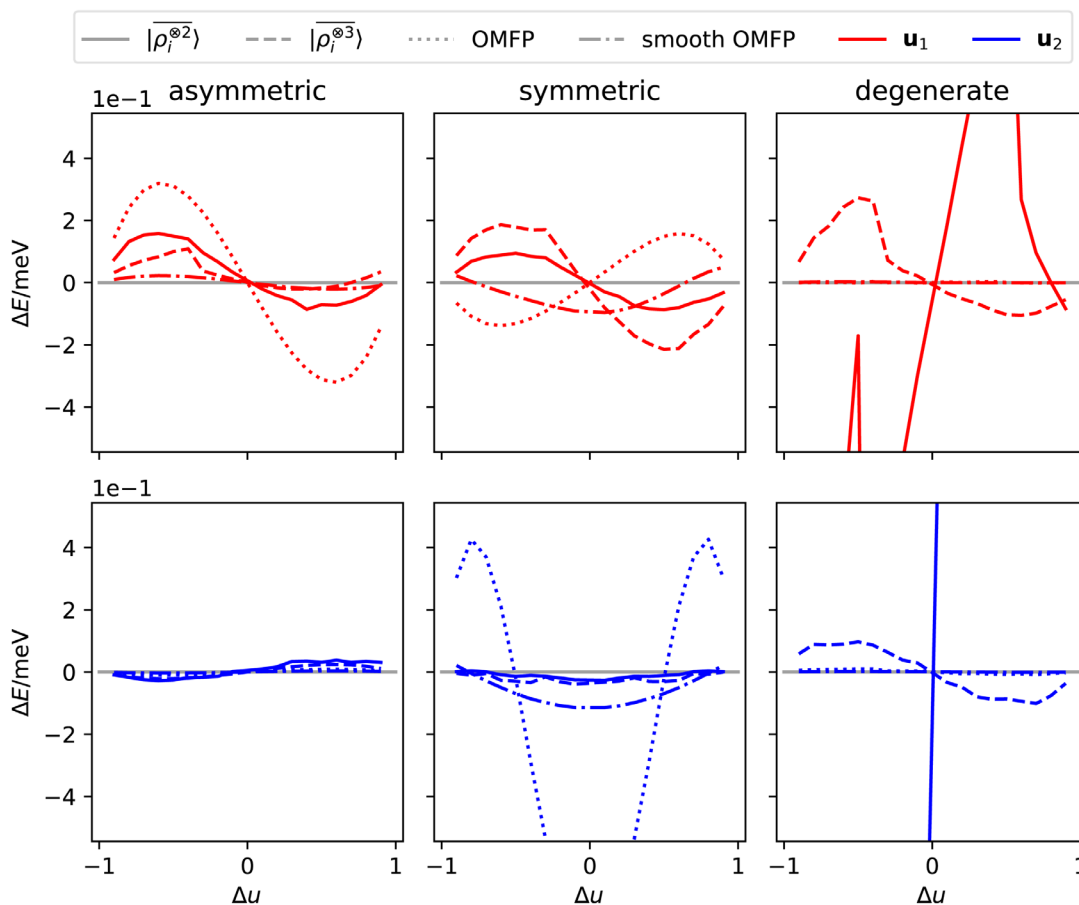 |ρ_i^{⊗2}⟩ |ρ_i^{⊗3}⟩ OMFP smooth OMFP u₁ u₂
asymmetric symmetric degenerate
1e−1
4
2
0
−2
−4
ΔE/meV
1e−1
4
2
0
−2
−4
ΔE/meV
−1 0 1 −1 0 1 −1 0 1
Δu Δu Δu